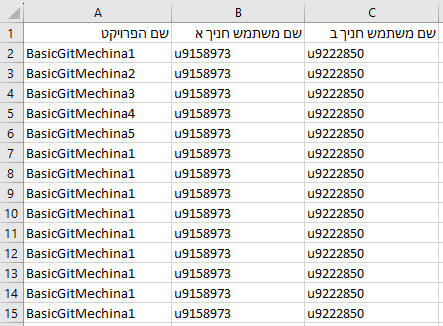 A B C
1 שם הפרויקט שם משתמש חניך א שם משתמש חניך ב
2 BasicGitMechina1 u9158973 u9222850
3 BasicGitMechina2 u9158973 u9222850
4 BasicGitMechina3 u9158973 u9222850
5 BasicGitMechina4 u9158973 u9222850
6 BasicGitMechina5 u9158973 u9222850
7 BasicGitMechina1 u9158973 u9222850
8 BasicGitMechina1 u9158973 u9222850
9 BasicGitMechina1 u9158973 u9222850
10 BasicGitMechina1 u9158973 u9222850
11 BasicGitMechina1 u9158973 u9222850
12 BasicGitMechina1 u9158973 u9222850
13 BasicGitMechina1 u9158973 u9222850
14 BasicGitMechina1 u9158973 u9222850
15 BasicGitMechina1 u9158973 u9222850